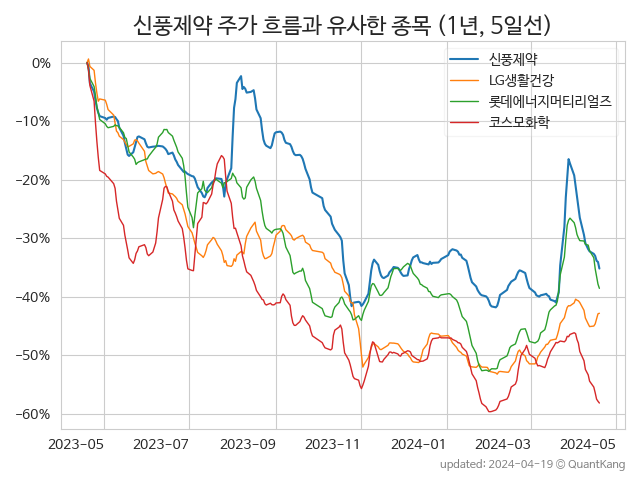 신풍제약 주가 흐름과 유사한 종목 (1년, 5일선)
신풍제약
LG생활건강
롯데에너지머티리얼즈
코스모화학
0%
−10%
−20%
−30%
−40%
−50%
−60%
2023-05 2023-07 2023-09 2023-11 2024-01 2024-03 2024-05
updated: 2024-04-19 © QuantKang